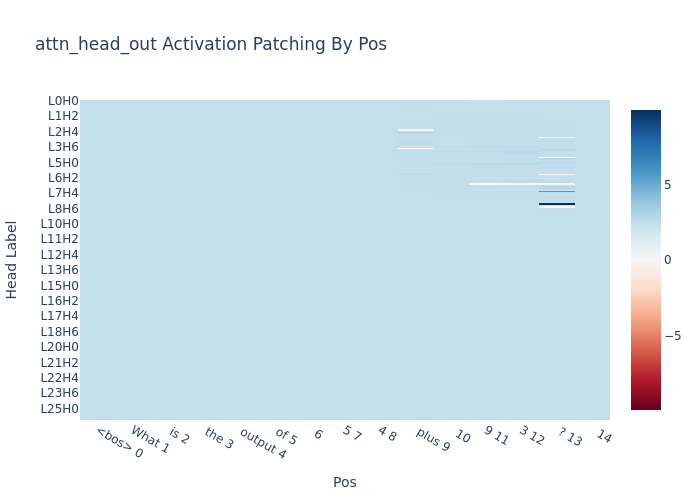 attn_head_out Activation Patching By Pos
L0H0
L1H2
L2H4
L3H6
L5H0
L6H2
L7H4
L8H6
L10H0
L11H2
L12H4
L13H6
L15H0
L16H2
L17H4
L18H6
L20H0
L21H2
L22H4
L23H6
L25H0
Head Label
<bos> 0
What 1
is 2
the 3
output 4
of 5
6
5 7
4 8
plus 9
10
9 11
3 12
? 13
14
Pos
5
0
−5